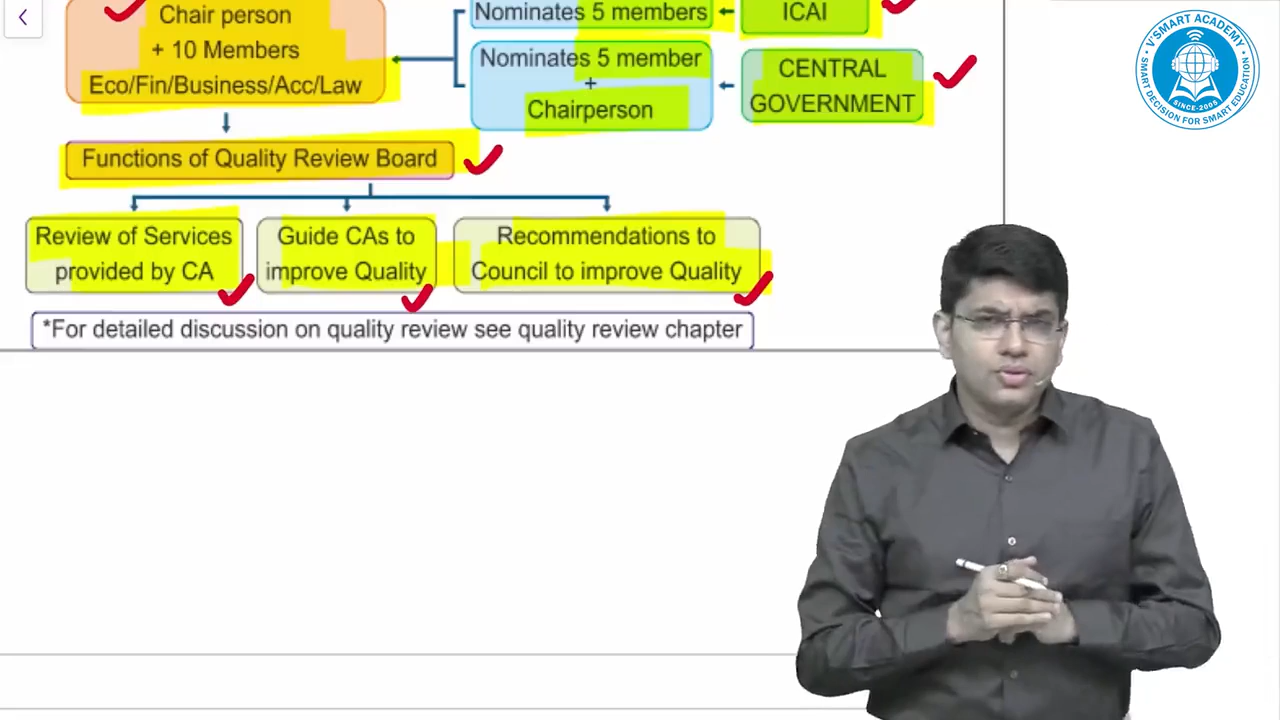 Chair person
+ 10 Members
Eco/Fin/Business/Acc/Law
Nominates 5 members
ICAI
Nominates 5 member
+
Chairperson
CENTRAL
GOVERNMENT
Functions of Quality Review Board
Review of Services
provided by CA
Guide CAs to
improve Quality
Recommendations to
Council to improve Quality
*For detailed discussion on quality review see quality review chapter
V'SMART ACADEMY
SINCE-2005
SMART DECISION FOR SMART EDUCATION